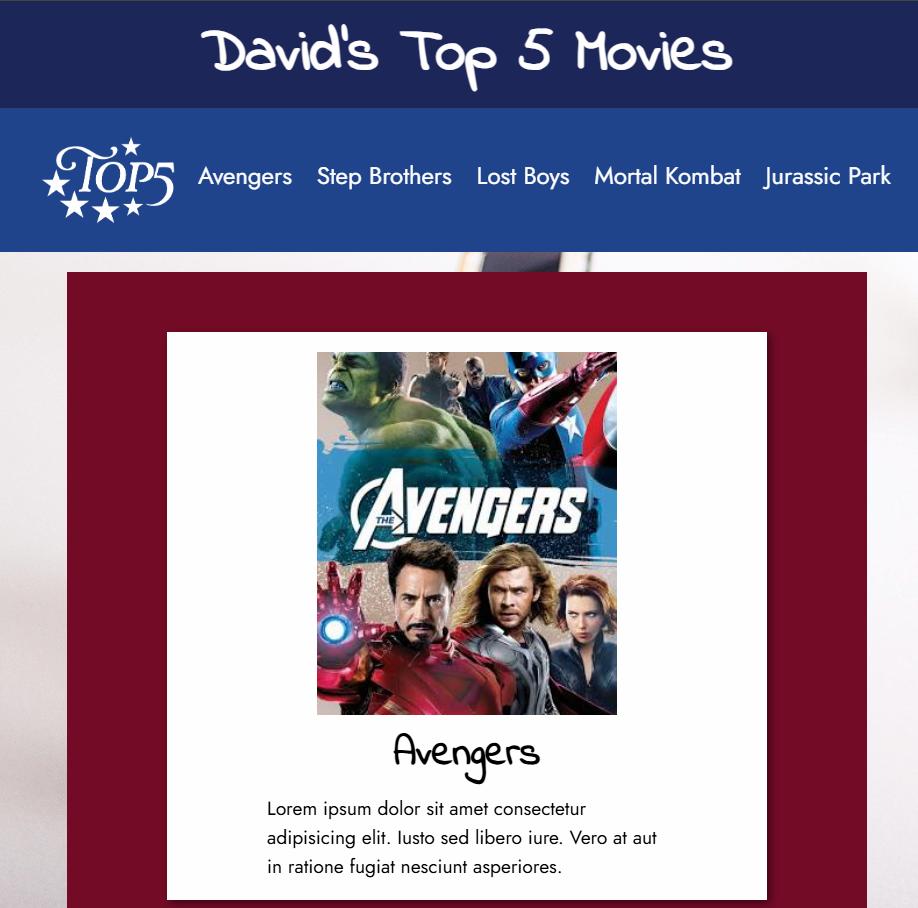 David's Top 5 Movies
TOP5 Avengers Step Brothers Lost Boys Mortal Kombat Jurassic Park
THE AVENGERS
Avengers
Lorem ipsum dolor sit amet consectetur
adipisicing elit. Iusto sed libero iure. Vero at aut
in ratione fugiat nesciunt asperiores.